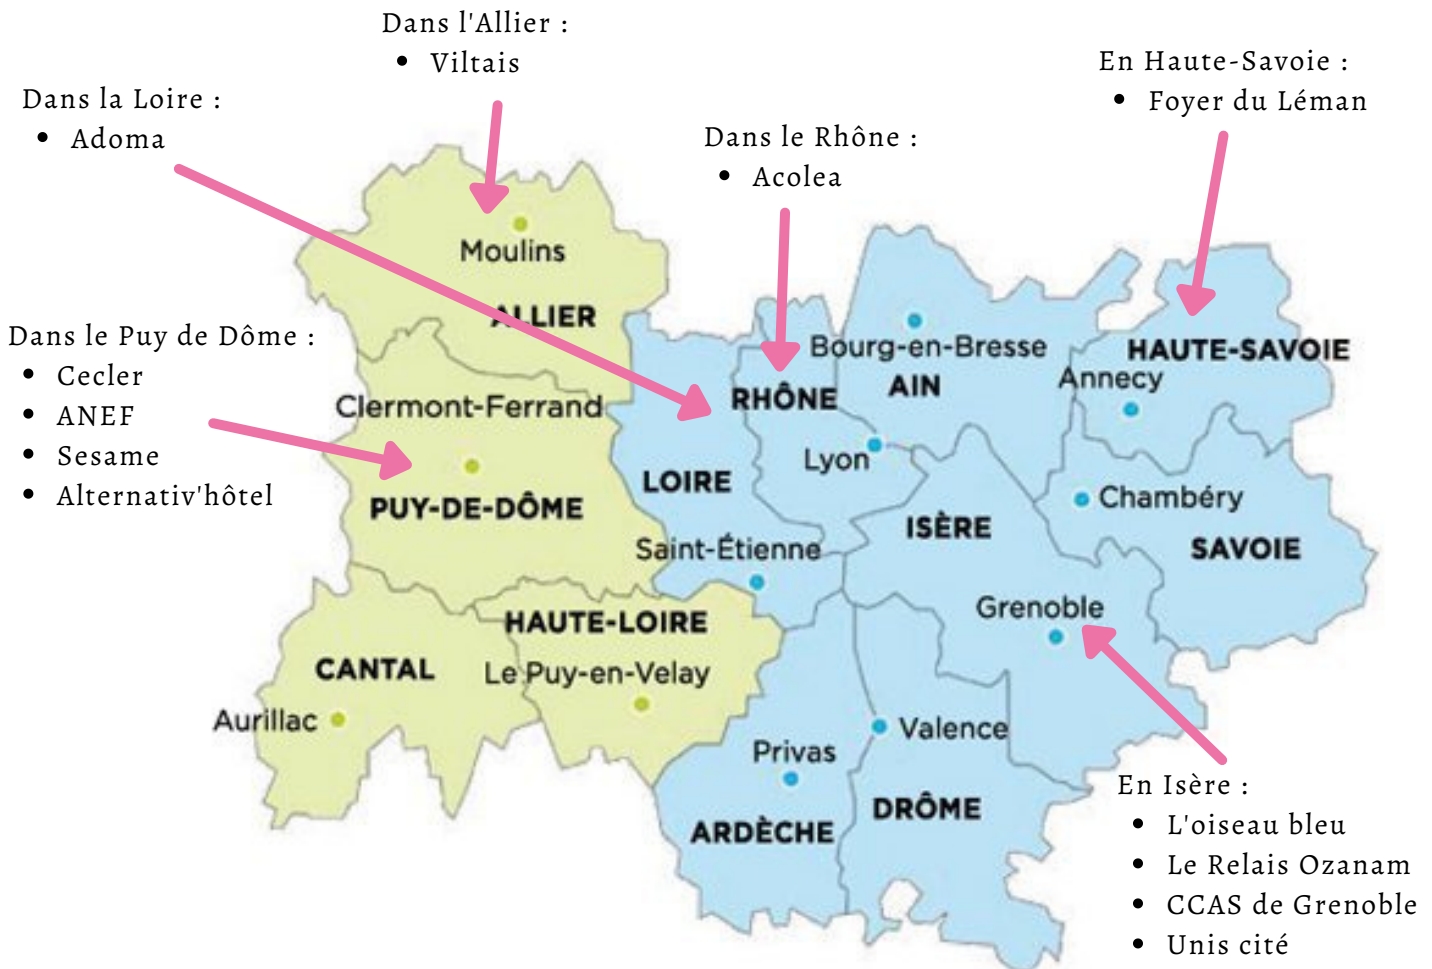 Dans l'Allier :
• Viltais
En Haute-Savoie :
• Foyer du Léman
Dans la Loire :
• Adoma
Dans le Rhône :
• Acolea
Moulins
ALLIER
Dans le Puy de Dôme :
• Cecler
• ANEF
• Sesame
• Alternativ'hôtel
Clermont-Ferrand
PUY-DE-DÔME
Bourg-en-Bresse
AIN
RHÔNE
Lyon
HAUTE-SAVOIE
Annecy
LOIRE
Saint-Étienne
ISÈRE
Grenoble
Chambéry
SAVOIE
HAUTE-LOIRE
Le Puy-en-Velay
CANTAL
Aurillac
Privas
ARDÈCHE
Valence
DRÔME
En Isère :
• L'oiseau bleu
• Le Relais Ozanam
• CCAS de Grenoble
• Unis cité